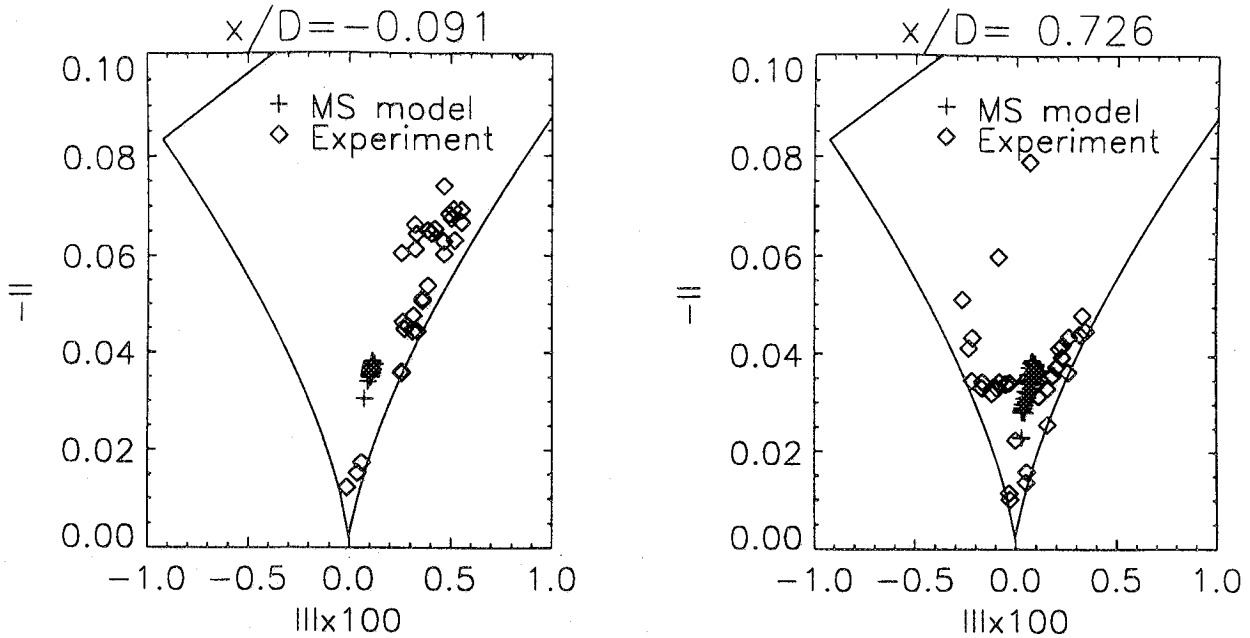 x/D=-0.091
0.10
0.08
0.06
0.04
0.02
0.00
-II
+ MS model
◇ Experiment
-1.0 -0.5 0.0 0.5 1.0
IIIx100
x/D= 0.726
0.10
0.08
0.06
0.04
0.02
0.00
-II
+ MS model
◇ Experiment
-1.0 -0.5 0.0 0.5 1.0
IIIx100